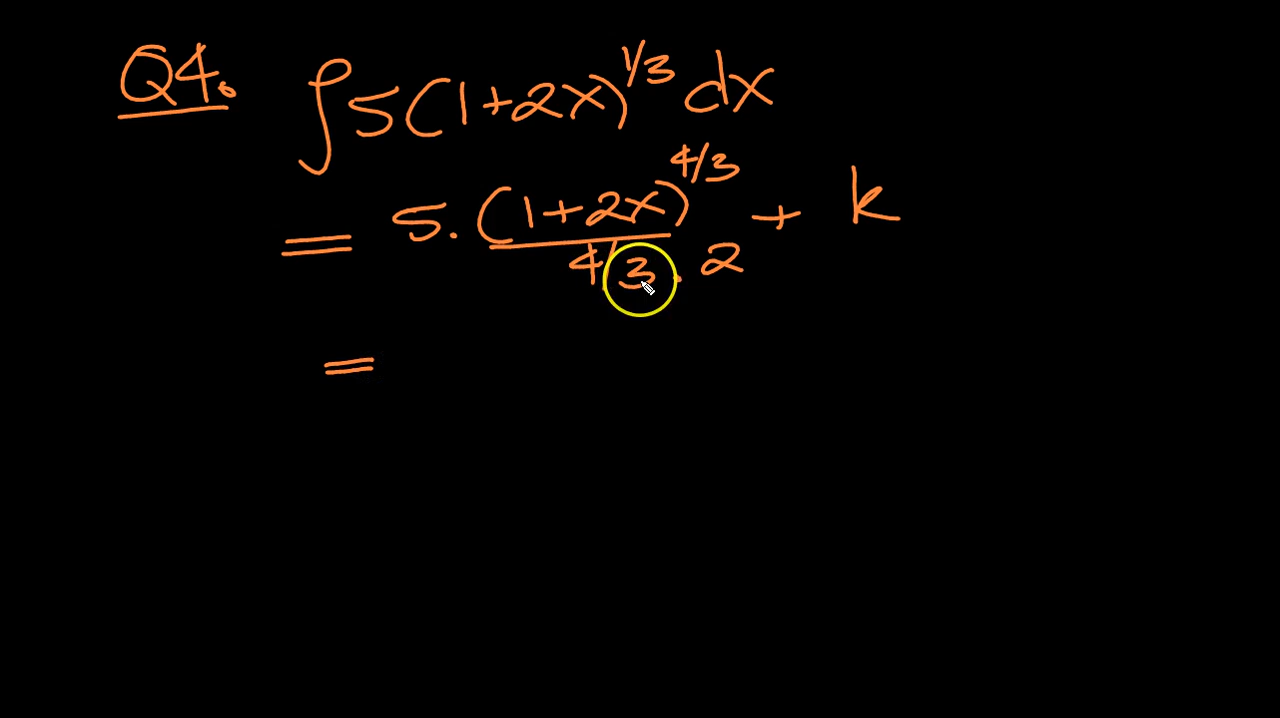 Q4. ∫5(1+2x)^1/3 dx
= 5. (1+2x)^4/3 / 4/3 . 2 + k
=